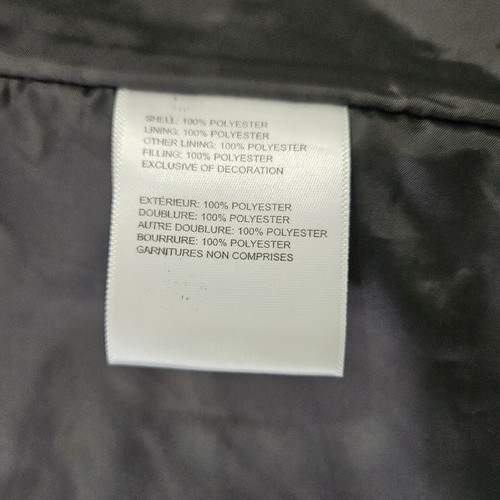 SHELL: 100% POLYESTER
LINING: 100% POLYESTER
OTHER LINING: 100% POLYESTER
FILLING: 100% POLYESTER
EXCLUSIVE OF DECORATION
EXTÉRIEUR: 100% POLYESTER
DOUBLURE: 100% POLYESTER
AUTRE DOUBLURE: 100% POLYESTER
BOURRURE: 100% POLYESTER
GARNITURES NON COMPRISES